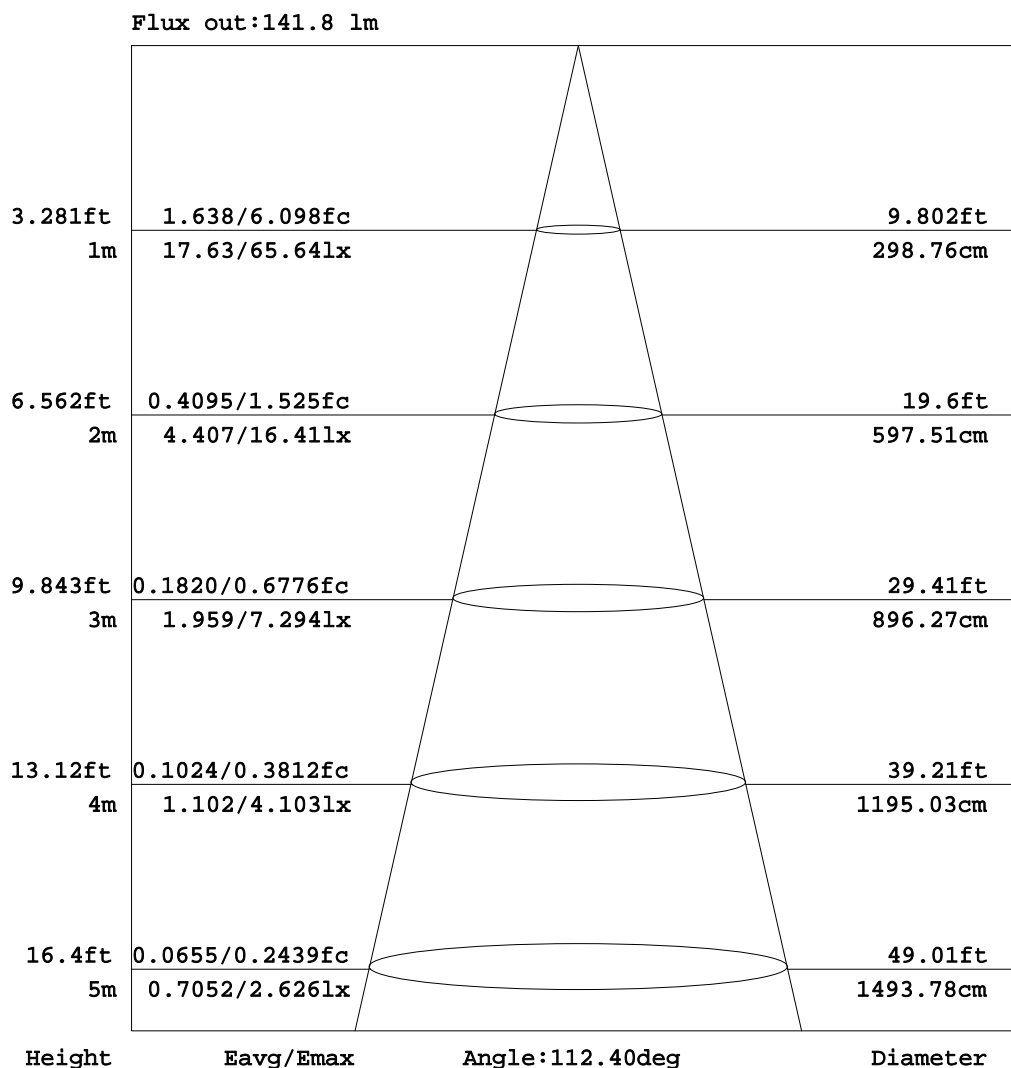 Flux out:141.8 lm
3.281ft 1.638/6.098fc 9.802ft
1m 17.63/65.64lx 298.76cm
6.562ft 0.4095/1.525fc 19.6ft
2m 4.407/16.41lx 597.51cm
9.843ft 0.1820/0.6776fc 29.41ft
3m 1.959/7.294lx 896.27cm
13.12ft 0.1024/0.3812fc 39.21ft
4m 1.102/4.103lx 1195.03cm
16.4ft 0.0655/0.2439fc 49.01ft
5m 0.7052/2.626lx 1493.78cm
Height Eavg/Emax Angle:112.40deg Diameter